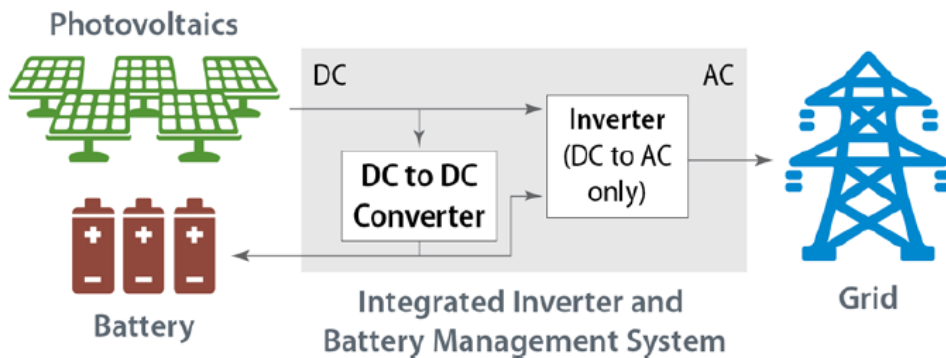 Photovoltaics
DC
AC
Inverter
(DC to AC
only)
DC to DC
Converter
Battery
Integrated Inverter and
Battery Management System
Grid